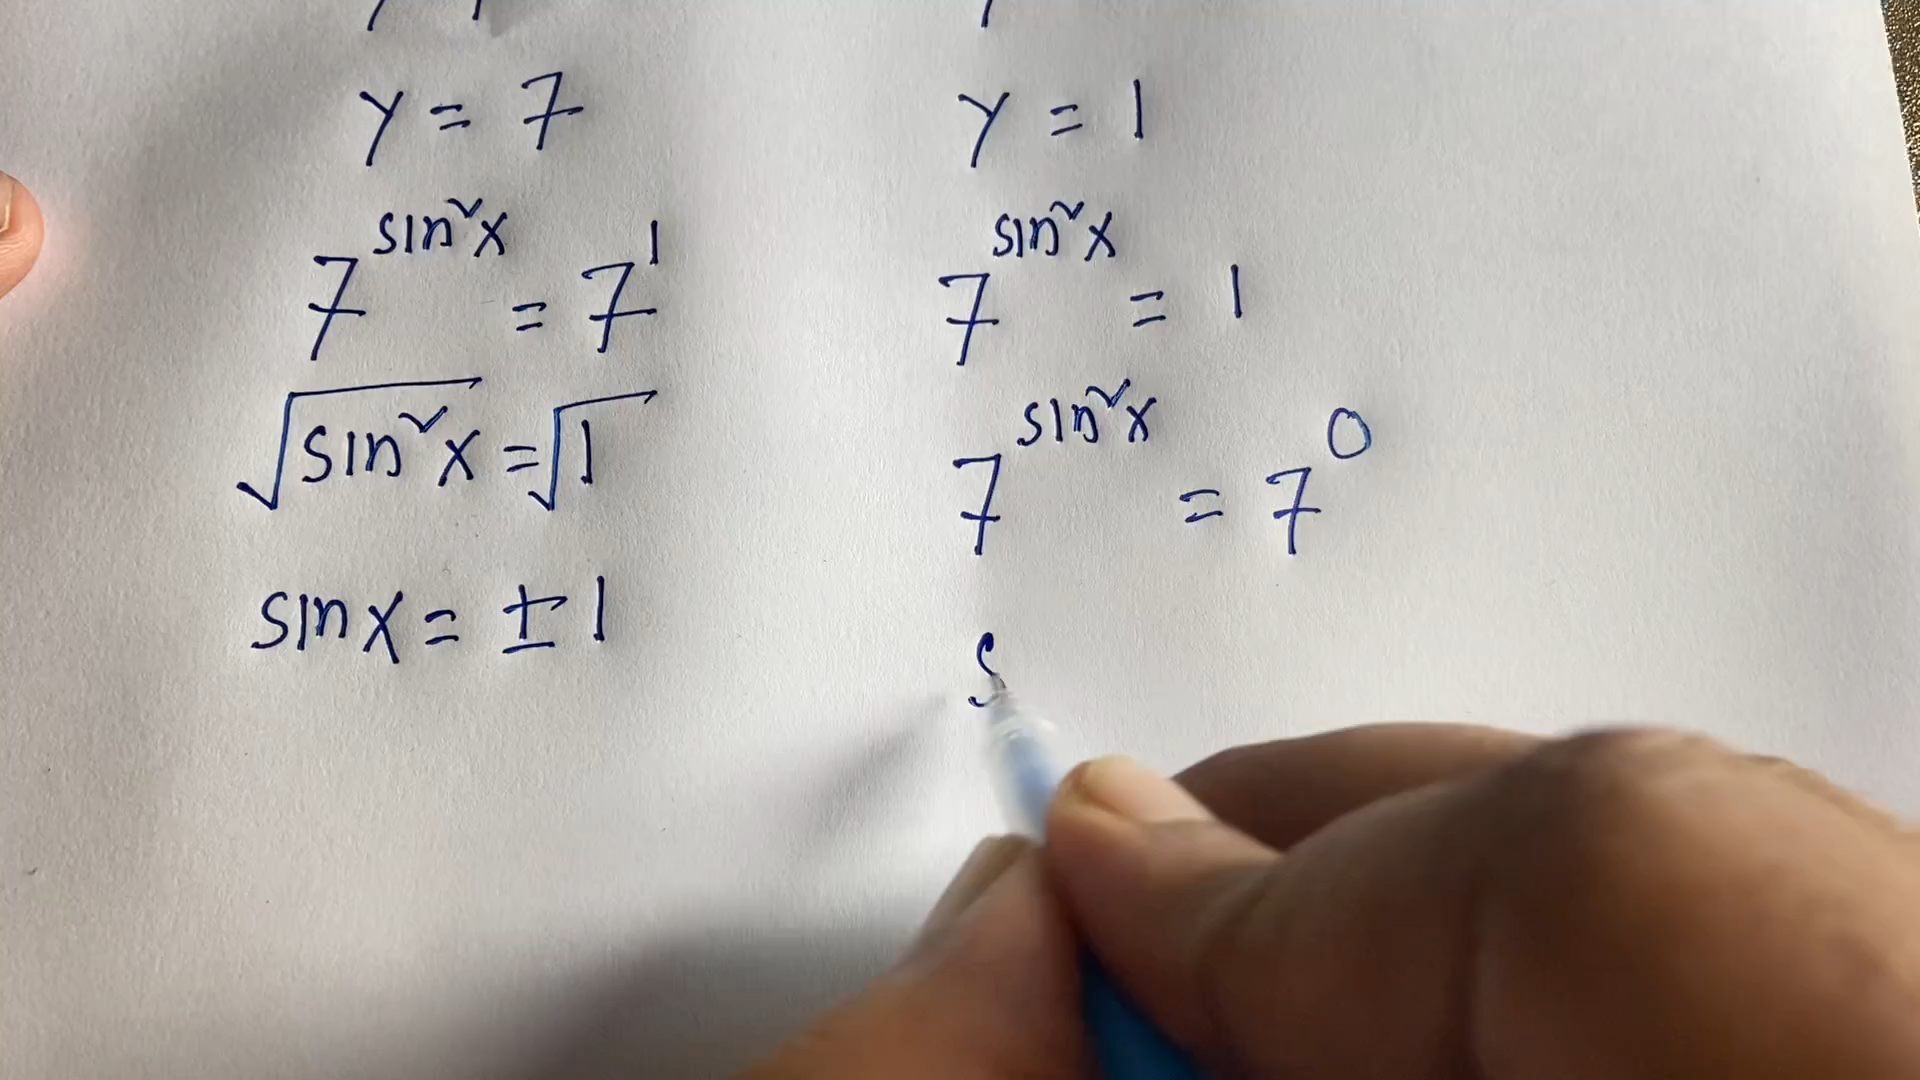 y = 7
7^{sin²x} = 7^1
√sin²x = √1
sin x = ± 1
y = 1
7^{sin²x} = 1
7^{sin²x} = 7^0
s